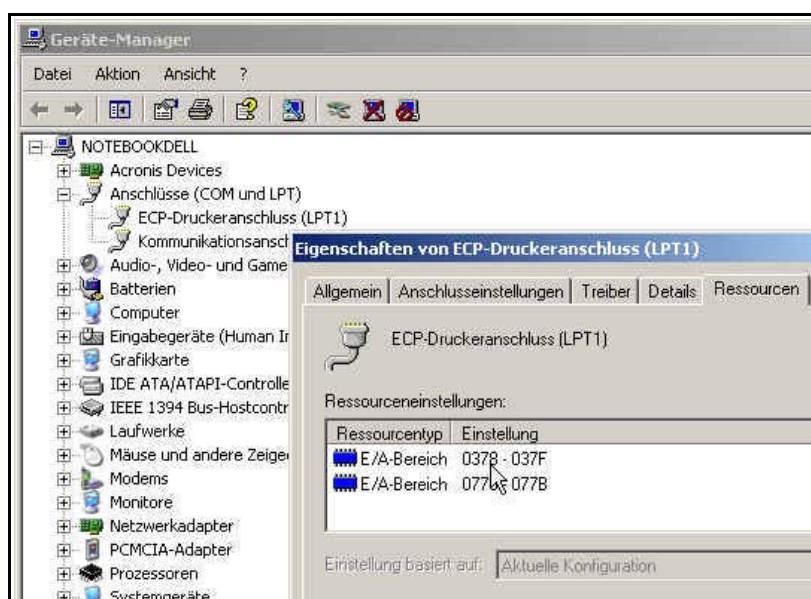 Geräte-Manager
Datei Aktion Ansicht ?
NOTEBOOKDELL
Acronis Devices
Anschlüsse (COM und LPT)
ECP-Druckeranschluss (LPT1)
Kommunikationsansch
Audio-, Video- und Game
Batterien
Computer
Eingabegeräte (Human In
Grafikkarte
IDE ATA/ATAPI-Controlle
IEEE 1394 Bus-Hostcontr
Laufwerke
Mäuse und andere Zeige
Modems
Monitore
Netzwerkadapter
PCMCIA-Adapter
Prozessoren
Systemgeräte
Eigenschaften von ECP-Druckeranschluss (LPT1)
Allgemein Anschlusseinstellungen Treiber Details Ressourcen
ECP-Druckeranschluss (LPT1)
Ressourceneinstellungen:
Ressourcentyp Einstellung
E/A-Bereich 0378 - 037F
E/A-Bereich 077B
Einstellung basiert auf: Aktuelle Konfiguration